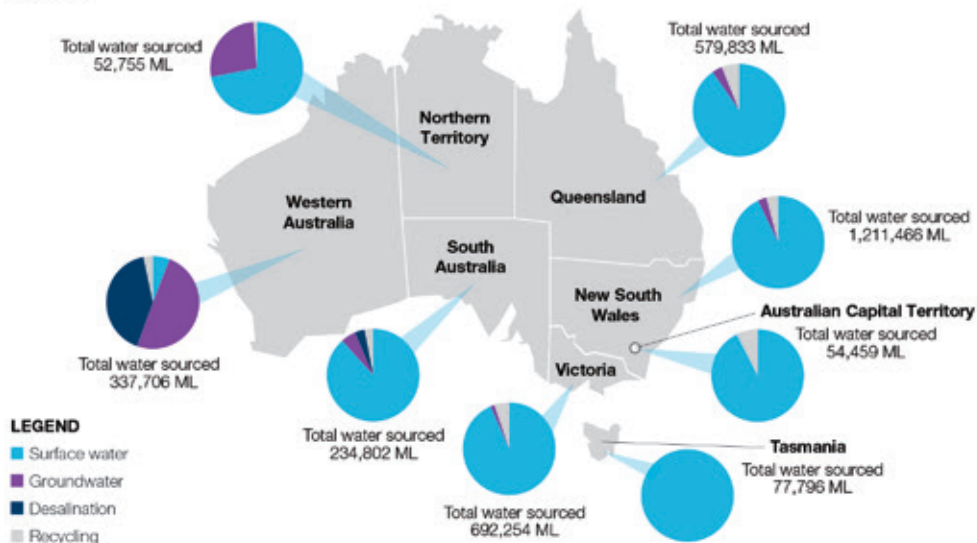 Total water sourced
52,755 ML
Total water sourced
579,833 ML
Northern
Territory
Queensland
Western
Australia
South
Australia
Total water sourced
1,211,466 ML
New South
Wales
Australian Capital Territory
Total water sourced
54,459 ML
Victoria
Total water sourced
337,706 ML
Total water sourced
234,802 ML
Tasmania
Total water sourced
77,796 ML
Total water sourced
692,254 ML
LEGEND
Surface water
Groundwater
Desalination
Recycling